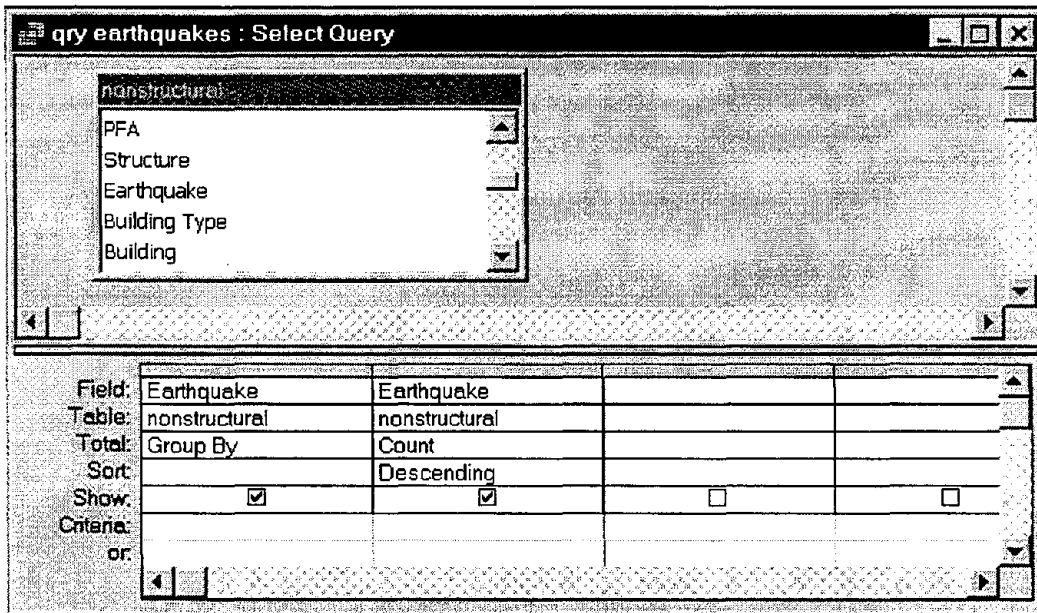 qry earthquakes : Select Query
nonstructural
PFA
Structure
Earthquake
Building Type
Building
Field: Earthquake Earthquake
Table: nonstructural nonstructural
Total: Group By Count
Sort: Descending
Show:
Criteria:
or: